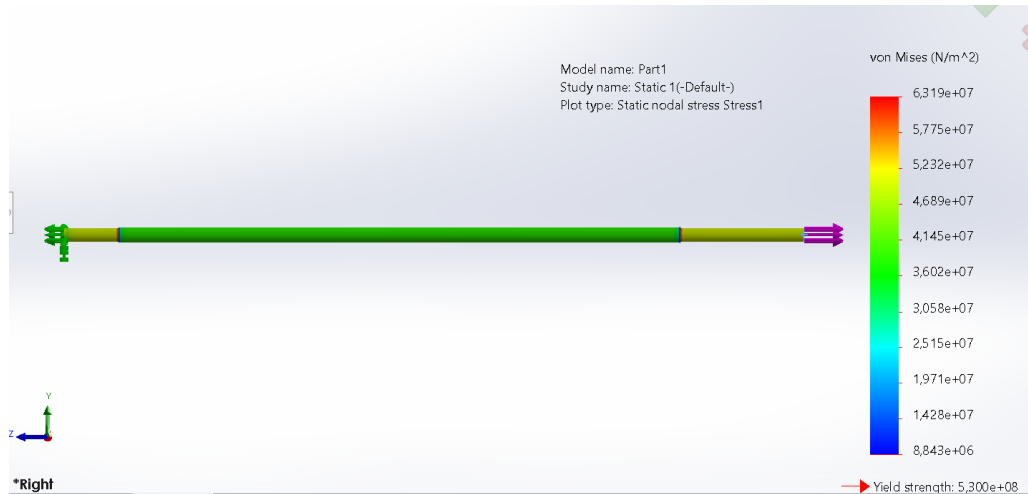 Model name: Part1
Study name: Static 1(-Default-)
Plot type: Static nodal stress Stress1
von Mises (N/m^2)
6,319e+07
5,775e+07
5,232e+07
4,689e+07
4,145e+07
3,602e+07
3,058e+07
2,515e+07
1,971e+07
1,428e+07
8,843e+06
Yield strength: 5,300e+08
Y
Z
*Right